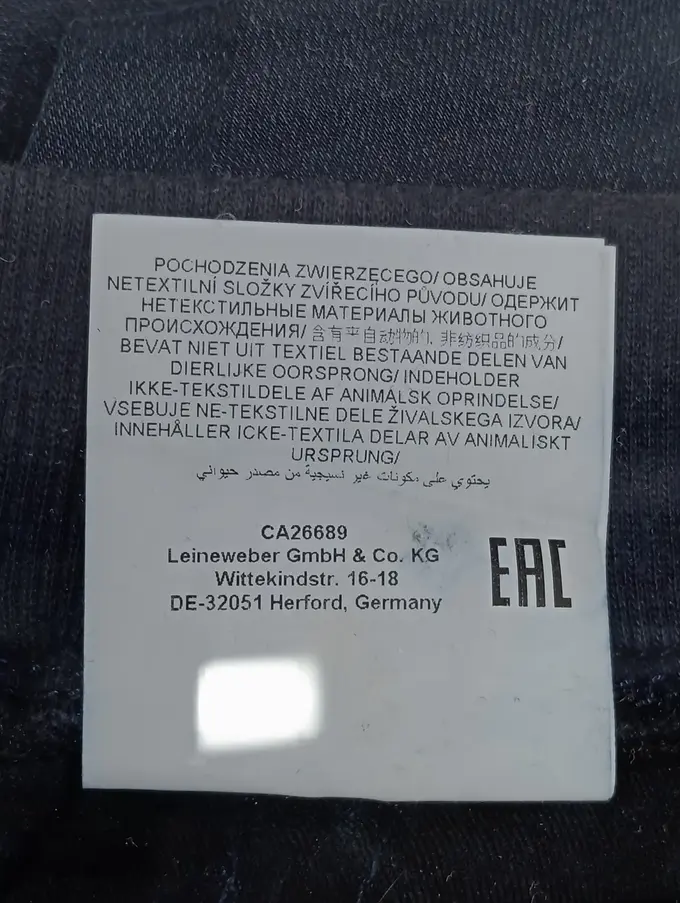 POCHODZENIA ZWIERZĘCEGO/ OBSAHUJE
NETEXTILNÍ SLOŽKY ZVÍŘECÍHO PŮVODU/ ОДЕРЖИТ
НЕТЕКСТИЛЬНЫЕ МАТЕРИАЛЫ ЖИВОТНОГО
ПРОИСХОЖДЕНИЯ/ 含有来自动物的, 非纺织品的成分/
BEVAT NIET UIT TEXTIEL BESTAANDE DELEN VAN
DIERLIJKE OORSPRONG/ INDEHOLDER
IKKE-TEKSTILDELE AF ANIMALSK OPRINDELSE/
VSEBUJE NE-TEKSTILNE DELE ŽIVALSKEGA IZVORA/
INNEHÅLLER ICKE-TEXTILA DELAR AV ANIMALISKT
URSPRUNG/
يحتوي على مكونات غير نسيجية من مصدر حيواني
CA26689
Leineweber GmbH & Co. KG
Wittekindstr. 16-18
DE-32051 Herford, Germany
EAC